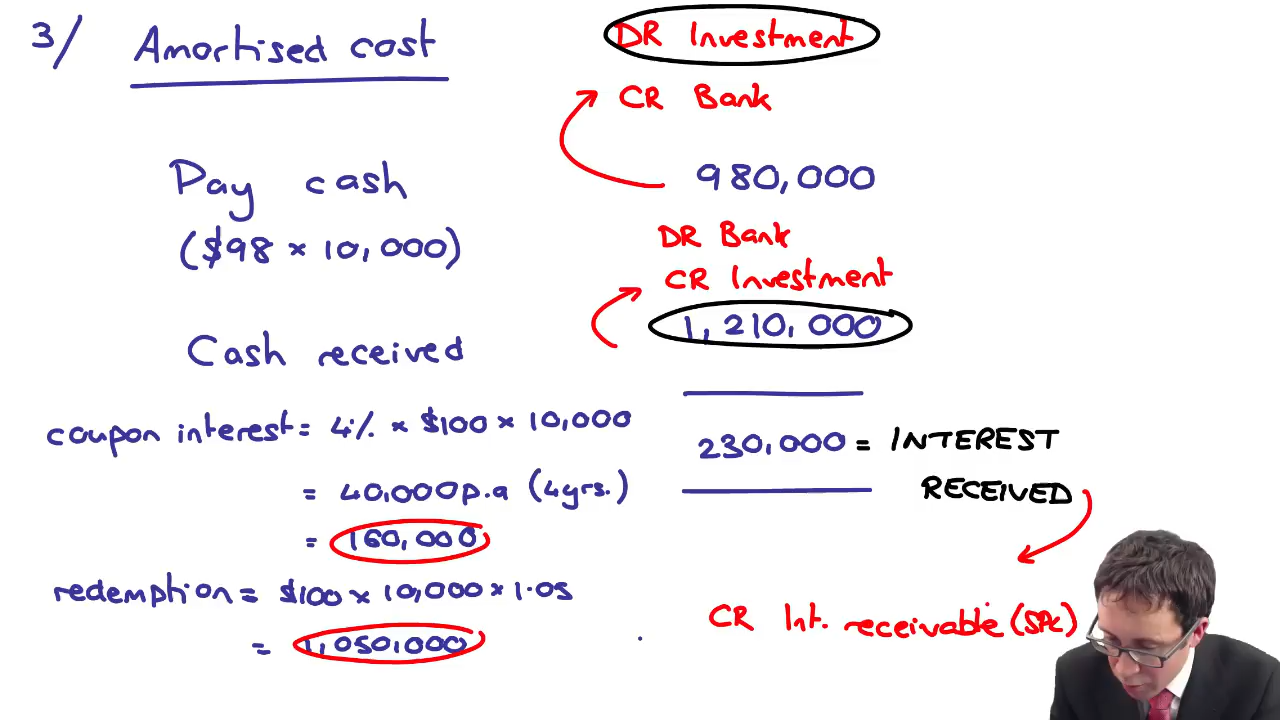 3/ Amortised cost
DR Investment
CR Bank
Pay cash
980,000
($98 × 10,000)
DR Bank
CR Investment
1,210,000
Cash received
coupon interest = 4% × $100 × 10,000
230,000 = INTEREST
RECEIVED
= 40,000 p.a (4yrs.)
= 160,000
redemption = $100 × 10,000 × 1.05
= 1,050,000
CR Int. receivable (SPL)